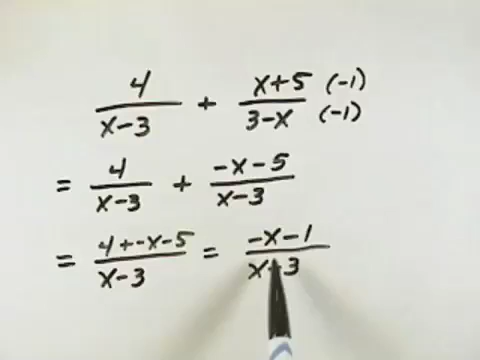 4/(x-3) + (x+5)(-1)/(3-x)(-1)
= 4/(x-3) + (-x-5)/(x-3)
= (4+-x-5)/(x-3) = (-x-1)/(x-3)